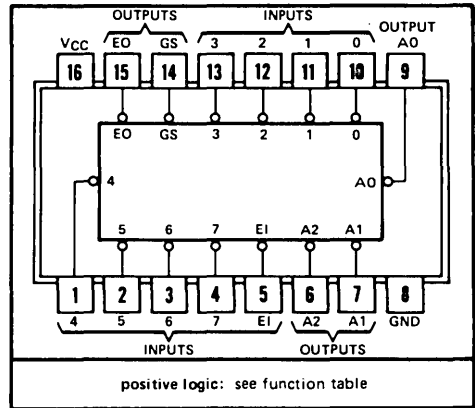 OUTPUTS INPUTS OUTPUT
VCC EO GS 3 2 1 0 A0
16 15 14 13 12 11 10 9
EO GS 3 2 1 0
4 A0
5 6 7 EI A2 A1
1 2 3 4 5 6 7 8
4 5 6 7 EI A2 A1 GND
INPUTS OUTPUTS
positive logic: see function table